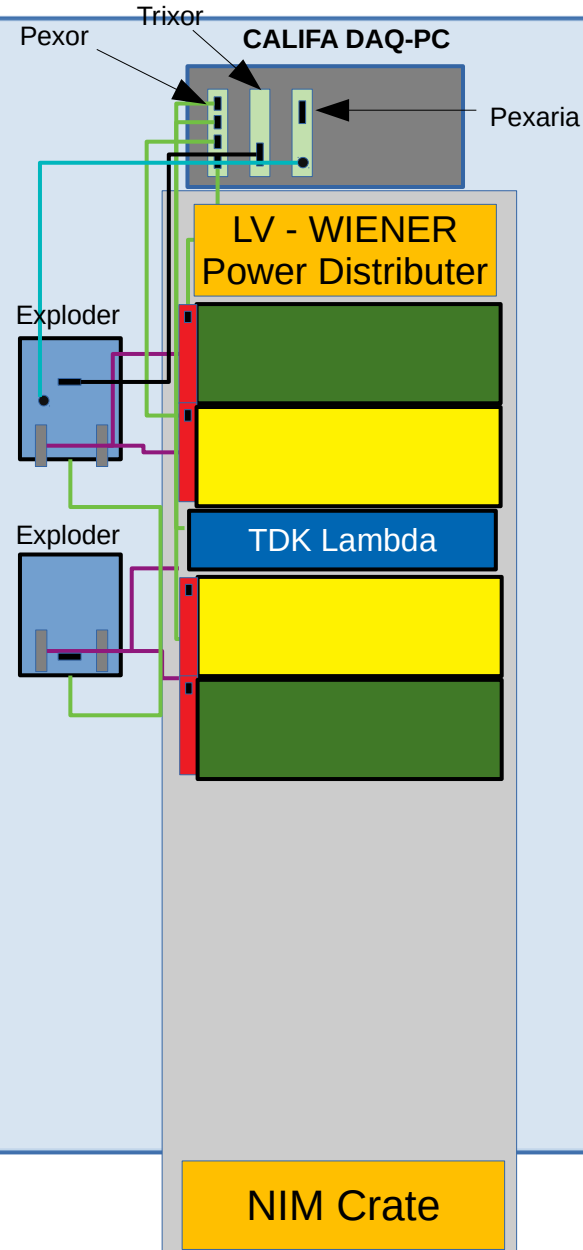 Trixor
Pexor
CALIFA DAQ-PC
Pexaria
LV - WIENER
Power Distributer
Exploder
Exploder
TDK Lambda
NIM Crate